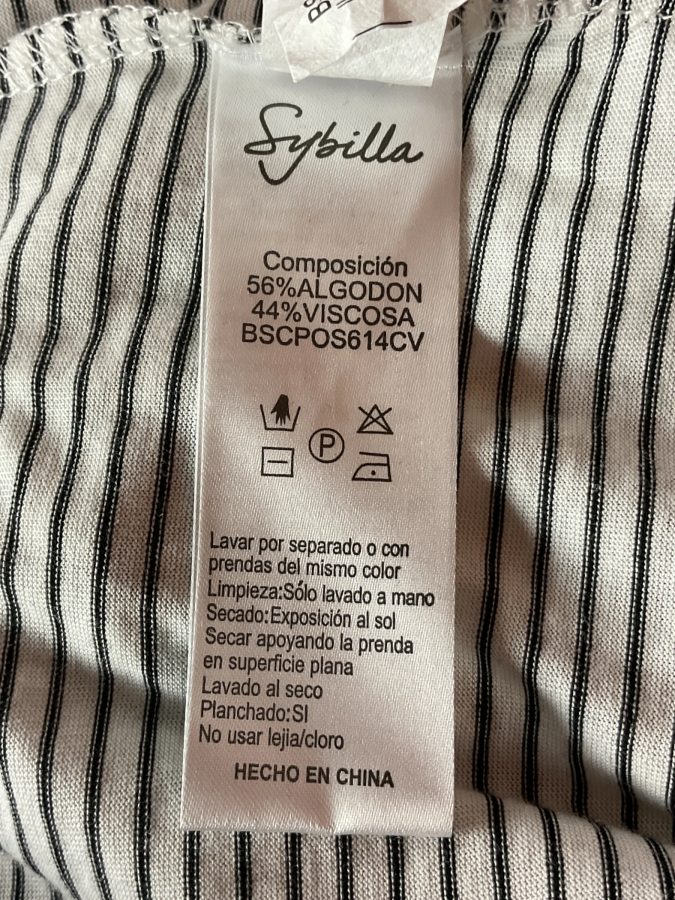 Sybilla
Composición
56%ALGODON
44%VISCOSA
BSCPOS614CV
P
Lavar por separado o con
prendas del mismo color
Limpieza:Sólo lavado a mano
Secado:Exposición al sol
Secar apoyando la prenda
en superficie plana
Lavado al seco
Planchado:SI
No usar lejia/cloro
HECHO EN CHINA